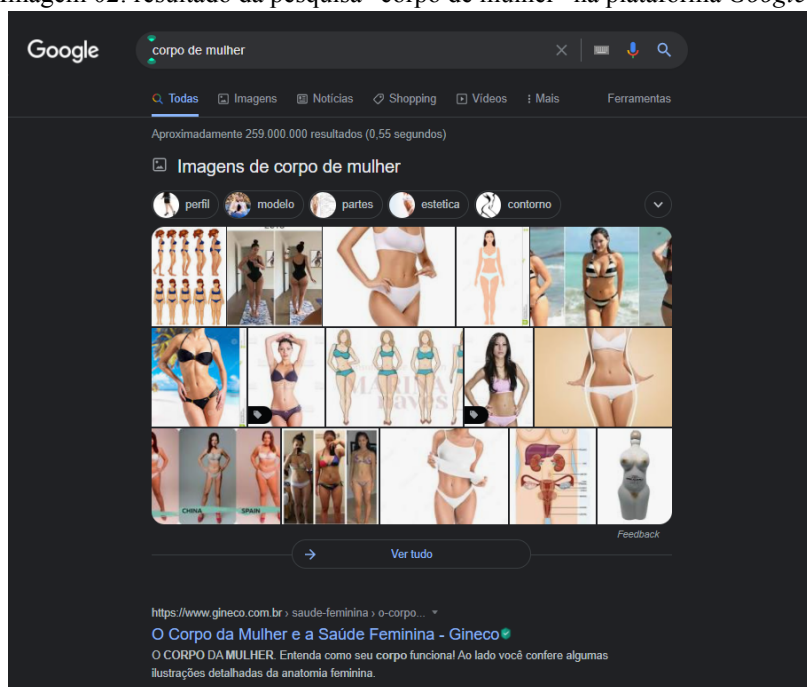 Imagem 02: resultado da pesquisa "corpo de mulher" na plataforma Google
Google
corpo de mulher
Todas Imagens Notícias Shopping Vídeos Mais Ferramentas
Aproximadamente 259.000.000 resultados (0,55 segundos)
Imagens de corpo de mulher
perfil modelo partes estetica contorno
MARINA
naves
CHINA SPAIN
Feedback
Ver tudo
https://www.gineco.com.br › saude-feminina › o-corpo...
O Corpo da Mulher e a Saúde Feminina - Gineco
O CORPO DA MULHER. Entenda como seu corpo funciona! Ao lado você confere algumas
ilustrações detalhadas da anatomia feminina.